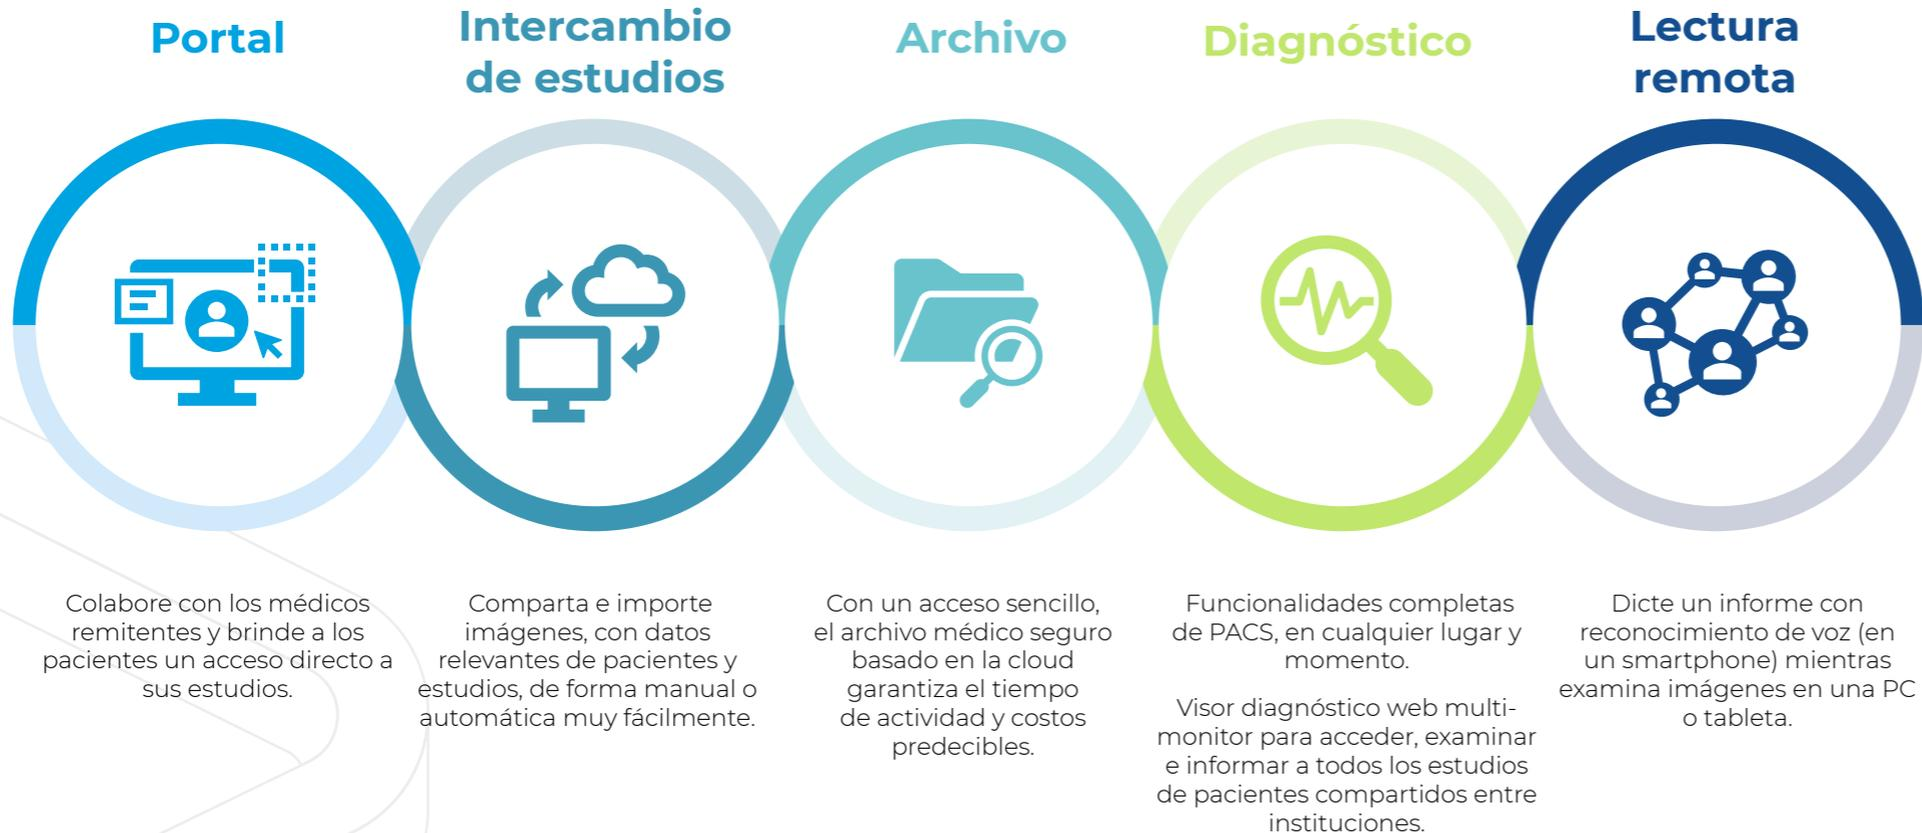 Portal
Intercambio
de estudios
Archivo
Diagnóstico
Lectura
remota
Colabore con los médicos
remitentes y brinde a los
pacientes un acceso directo a
sus estudios.
Comparta e importe
imágenes, con datos
relevantes de pacientes y
estudios, de forma manual o
automática muy fácilmente.
Con un acceso sencillo,
el archivo médico seguro
basado en la cloud
garantiza el tiempo
de actividad y costos
predecibles.
Funcionalidades completas
de PACS, en cualquier lugar y
momento.
Visor diagnóstico web multi-
monitor para acceder, examinar
e informar a todos los estudios
de pacientes compartidos entre
instituciones.
Dicte un informe con
reconocimiento de voz (en
un smartphone) mientras
examina imágenes en una PC
o tableta.